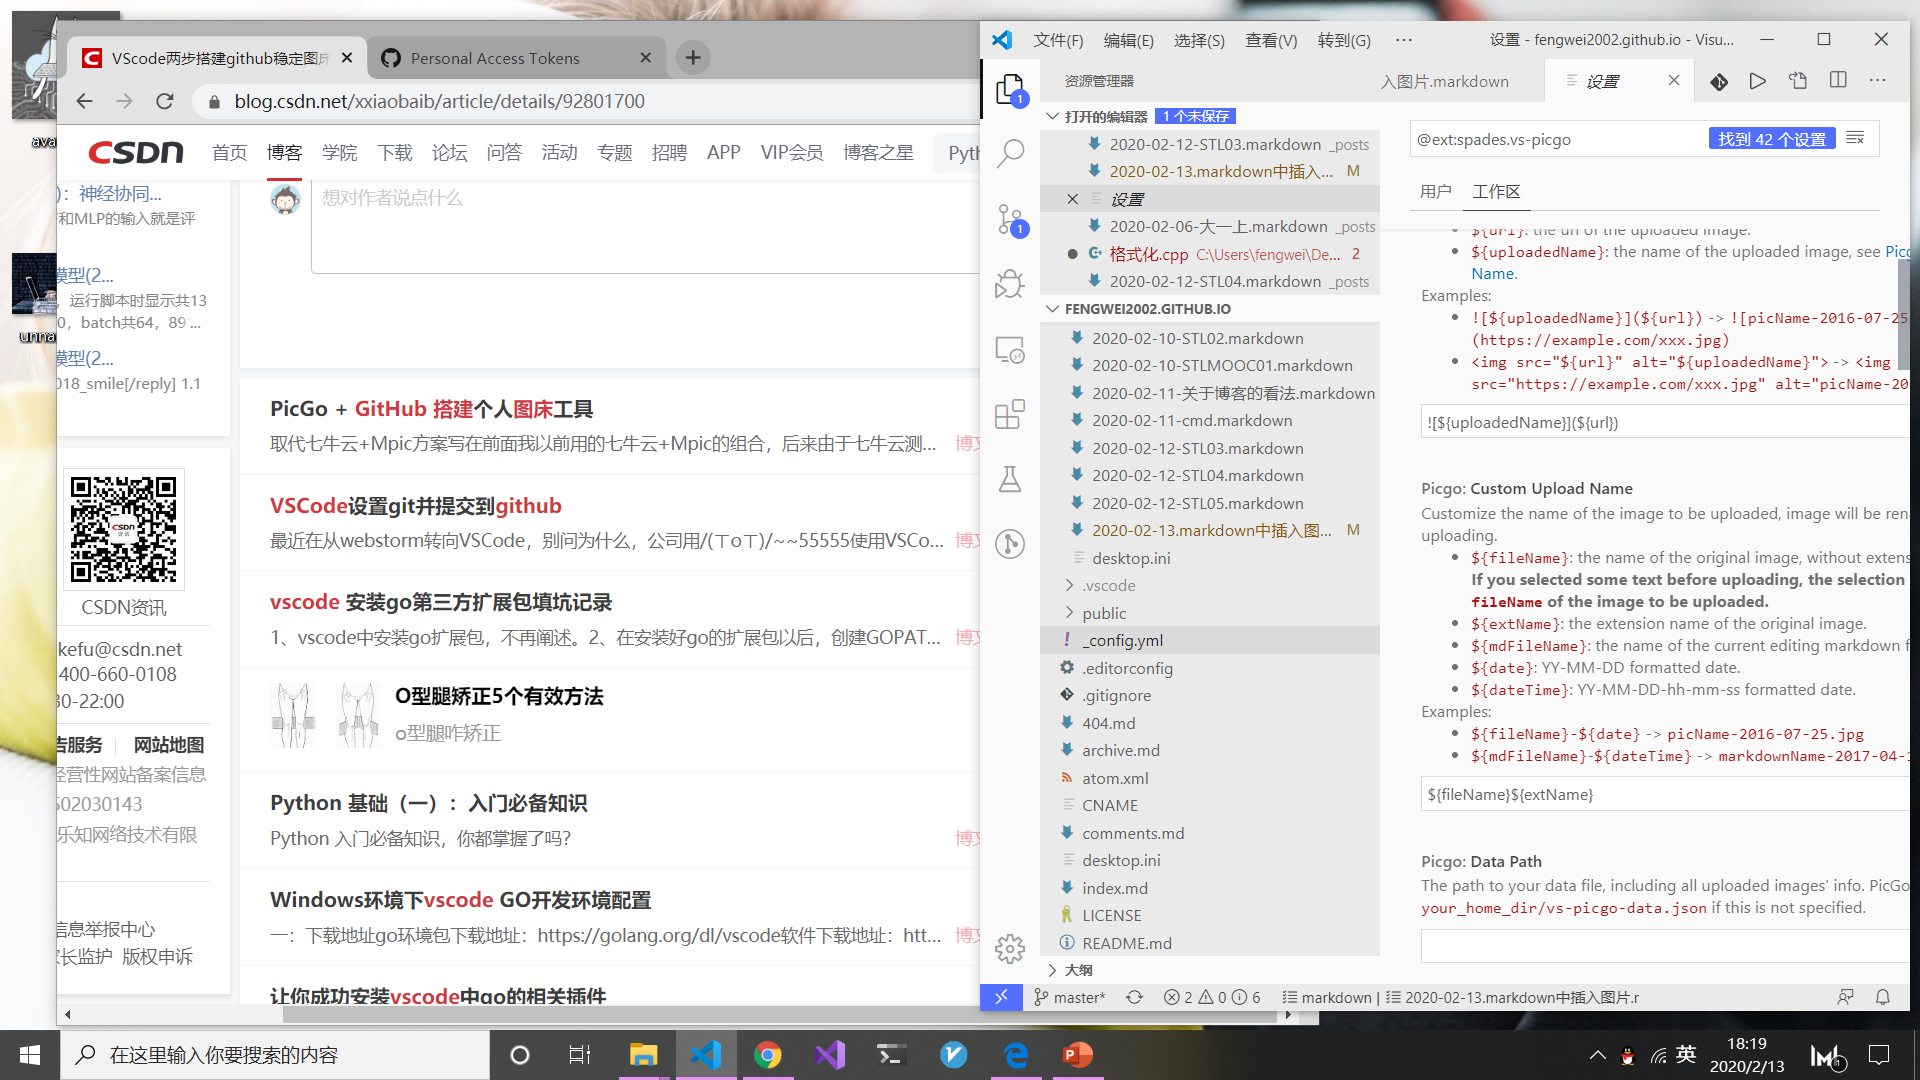 VScode两步搭建github稳定图床
Personal Access Tokens
blog.csdn.net/xxiaobaib/article/details/92801700
CSDN 首页 博客 学院 下载 论坛 问答 活动 专题 招聘 APP VIP会员 博客之星 Pyth
)：神经协同...
和MLP的输入就是评
模型(2...
，运行脚本时显示共13
0，batch共64，89'...
模型(2...
018_smile[/reply] 1.1
CSDN资讯
kefu@csdn.net
400-660-0108
30-22:00
告服务 网站地图
经营性网站备案信息
502030143
乐知网络技术有限
信息举报中心
家长监护 版权申诉
想对作者说点什么
PicGo + GitHub 搭建个人图床工具
取代七牛云+Mpic方案写在前面我以前用的七牛云+Mpic的组合，后来由于七牛云测... 博文
VSCode设置git并提交到github
最近在从webstorm转向VSCode，别问为什么，公司用/(ㄒoㄒ)/~~55555使用VSCo... 博文
vscode 安装go第三方扩展包填坑记录
1、vscode中安装go扩展包，不再阐述。2、在安装好go的扩展包以后，创建GOPAT... 博文
O型腿矫正5个有效方法
o型腿咋矫正
Python 基础（一）：入门必备知识
Python 入门必备知识，你都掌握了吗？ 博文
Windows环境下vscode GO开发环境配置
一：下载地址go环境包下载地址：https://golang.org/dl/vscode软件下载地址：htt... 博文
让你成功安装vscode中go的相关插件
文件(F) 编辑(E) 选择(S) 查看(V) 转到(G) ··· 设置 - fengwei2002.github.io - Visu...
资源管理器
入图片.markdown 设置
打开的编辑器 1 个未保存
2020-02-12-STL03.markdown _posts
2020-02-13.markdown中插入... M
设置
2020-02-06-大一上.markdown _posts
格式化.cpp C:\Users\fengwei\De... 2
2020-02-12-STL04.markdown _posts
FENGWEI2002.GITHUB.IO
2020-02-10-STL02.markdown
2020-02-10-STLMOOC01.markdown
2020-02-11-关于博客的看法.markdown
2020-02-11-cmd.markdown
2020-02-12-STL03.markdown
2020-02-12-STL04.markdown
2020-02-12-STL05.markdown
2020-02-13.markdown中插入图... M
desktop.ini
.vscode
public
_config.yml
.editorconfig
.gitignore
404.md
archive.md
atom.xml
CNAME
comments.md
desktop.ini
index.md
LICENSE
README.md
大纲
@ext:spades.vs-picgo 找到 42 个设置
用户 工作区
${url}: the url of the uploaded image.
${uploadedName}: the name of the uploaded image, see Picg
Name.
Examples:
![${uploadedName}](${url}) -> ![picName-2016-07-25
(https://example.com/xxx.jpg)
<img src="${url}" alt="${uploadedName}"> -> <img
src="https://example.com/xxx.jpg" alt="picName-20
![${uploadedName}](${url})
Picgo: Custom Upload Name
Customize the name of the image to be uploaded, image will be ren
uploading.
${fileName}: the name of the original image, without extens
If you selected some text before uploading, the selection
fileName of the image to be uploaded.
${extName}: the extension name of the original image.
${mdFileName}: the name of the current editing markdown f
${date}: YY-MM-DD formatted date.
${dateTime}: YY-MM-DD-hh-mm-ss formatted date.
Examples:
${fileName}-${date} -> picName-2016-07-25.jpg
${mdFileName}-${dateTime} -> markdownName-2017-04-1
${fileName}${extName}
Picgo: Data Path
The path to your data file, including all uploaded images' info. PicGo
your_home_dir/vs-picgo-data.json if this is not specified.
master* 2 0 6 markdown | 2020-02-13.markdown中插入图片.r
ava
unna
在这里输入你要搜索的内容
英
18:19
2020/2/13